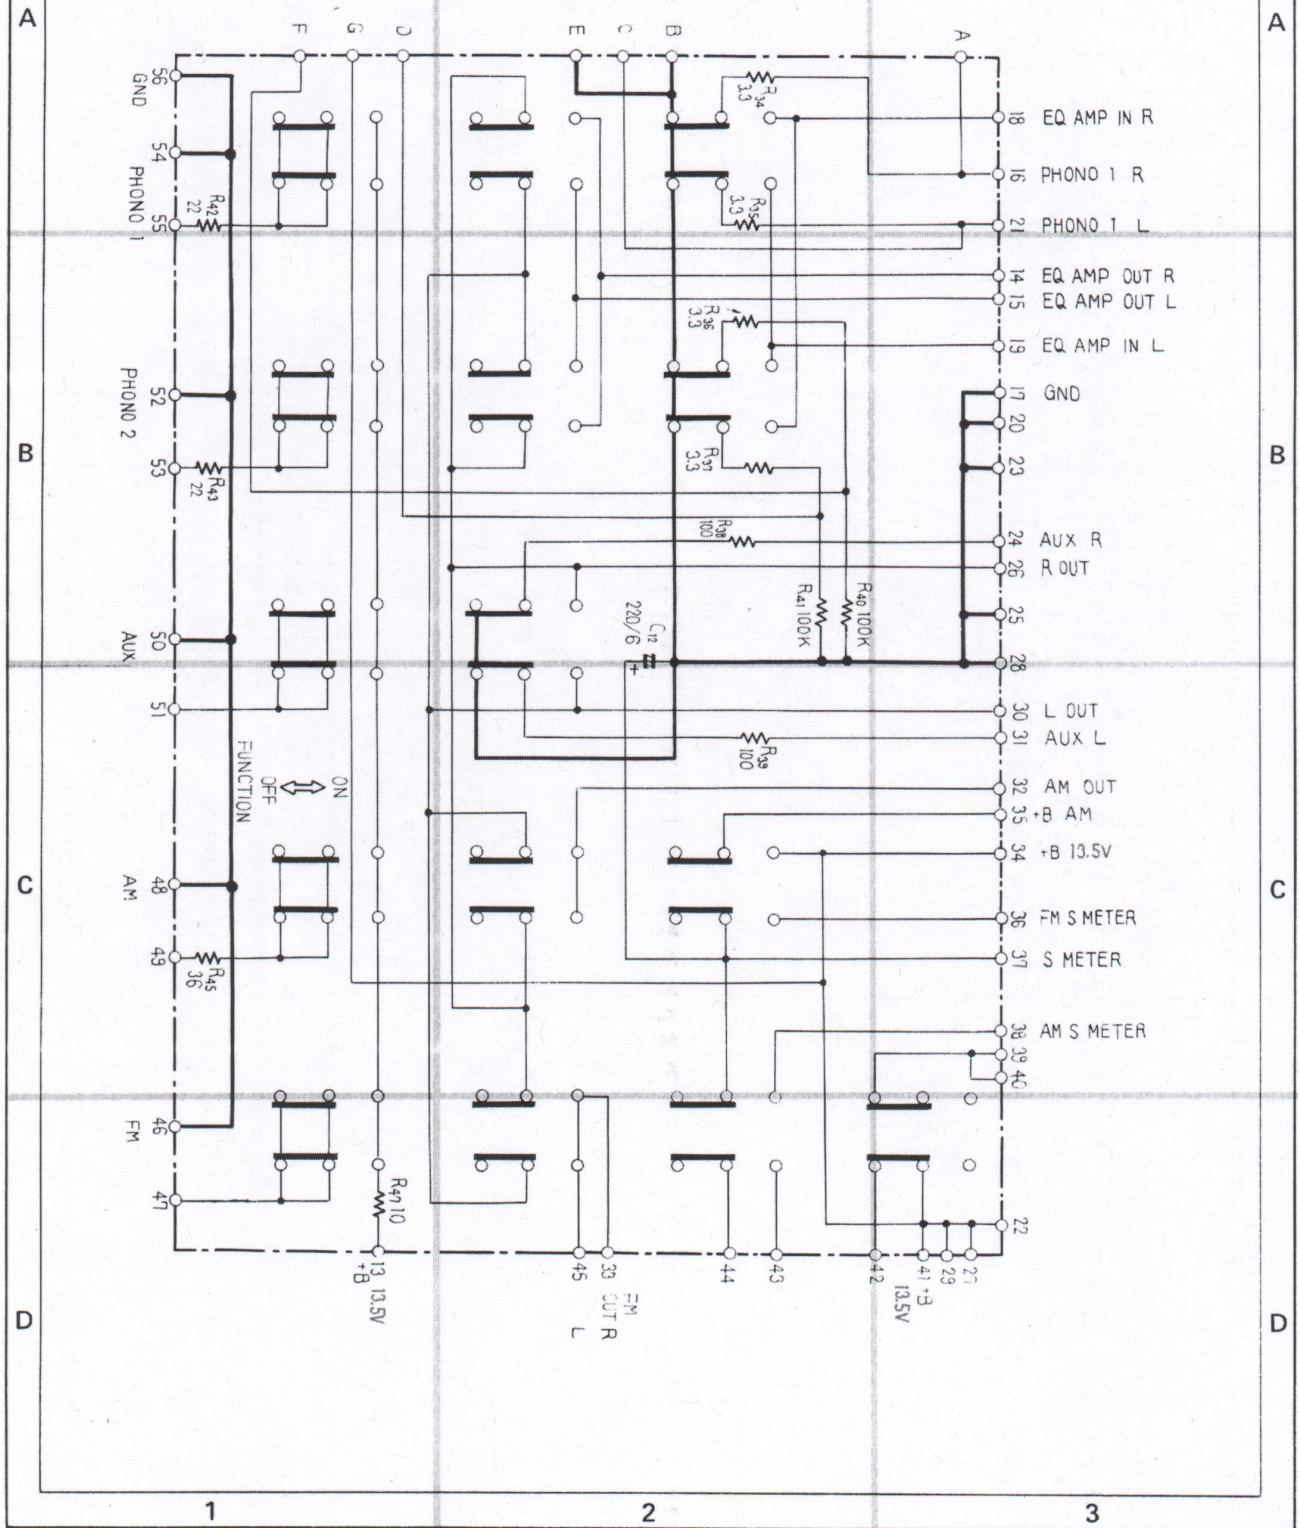 A
A
F
G
D
E
C
B
A
56
GND
R34
3.3
18 EQ AMP IN R
54
16 PHONO 1 R
PHONO 1
R42
22
55
R35
3.3
21 PHONO 1 L
14 EQ AMP OUT R
15 EQ AMP OUT L
R36
3.3
19 EQ AMP IN L
PHONO 2
52
17 GND
20
B
B
R37
3.3
53
R43
22
23
R38
100
24 AUX R
26 R OUT
R41 100K
R40 100K
25
C12
220/6
+
AUX
50
28
51
30 L OUT
31 AUX L
R39
100
FUNCTION
OFF
ON
32 AM OUT
35 +B AM
34 +B 13.5V
C
C
AM
48
36 FM S METER
49
R45
36
37 S METER
38 AM S METER
39
40
FM
46
47
R47 10
22
13
+B 13.5V
45
L
33
FM
OUT R
44
43
42
41 +B
13.5V
29
27
D
D
1
2
3